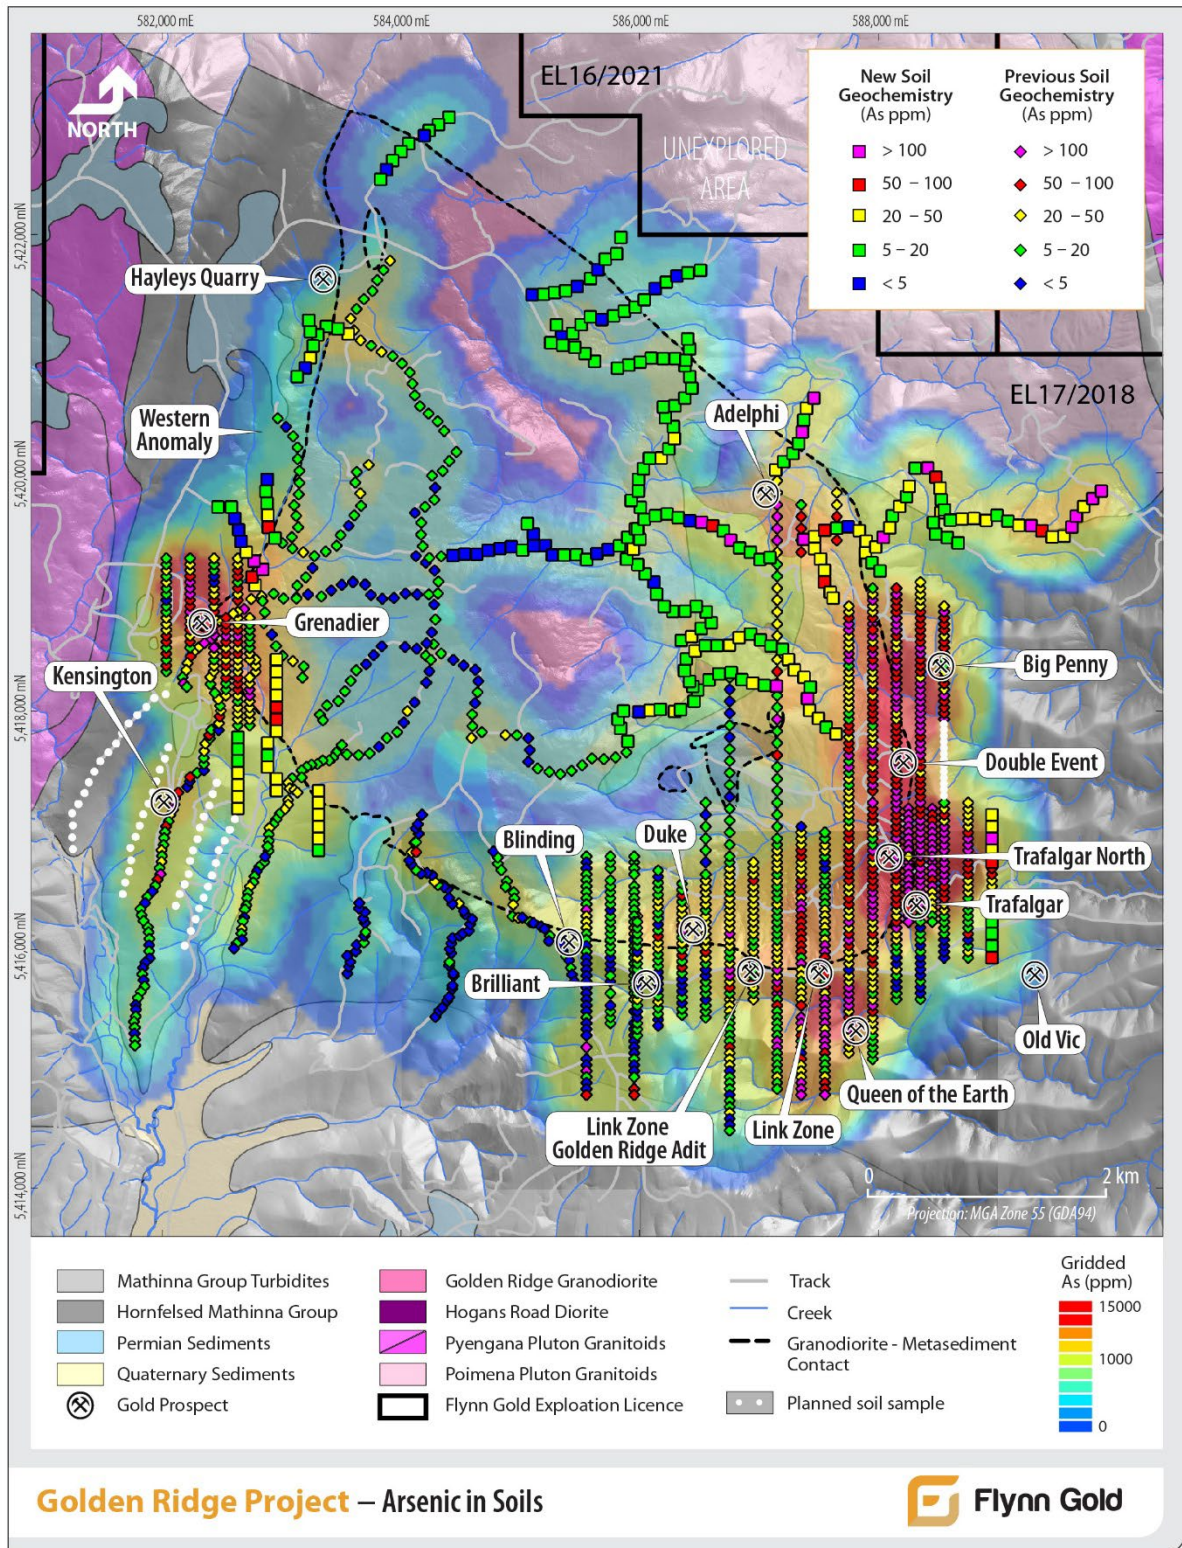 582,000 mE
584,000 mE
586,000 mE
588,000 mE
EL16/2021
NORTH
UNEXPLORED
AREA
New Soil
Geochemistry
(As ppm)
> 100
50 – 100
20 – 50
5 – 20
< 5
Previous Soil
Geochemistry
(As ppm)
> 100
50 – 100
20 – 50
5 – 20
< 5
5,422,000 mN
Hayleys Quarry
EL17/2018
Western
Anomaly
Adelphi
5,420,000 mN
Grenadier
Kensington
Big Penny
5,418,000 mN
Double Event
Blinding
Duke
Trafalgar North
Trafalgar
5,416,000 mN
Brilliant
Old Vic
Queen of the Earth
Link Zone
Golden Ridge Adit
Link Zone
5,414,000 mN
0
2 km
Projection: MGA Zone 55 (GDA94)
Mathinna Group Turbidites
Hornfelsed Mathinna Group
Permian Sediments
Quaternary Sediments
Gold Prospect
Golden Ridge Granodiorite
Hogans Road Diorite
Pyengana Pluton Granitoids
Poimena Pluton Granitoids
Flynn Gold Exploation Licence
Track
Creek
Granodiorite - Metasediment
Contact
Planned soil sample
Gridded
As (ppm)
15000
1000
0
Golden Ridge Project – Arsenic in Soils
Flynn Gold